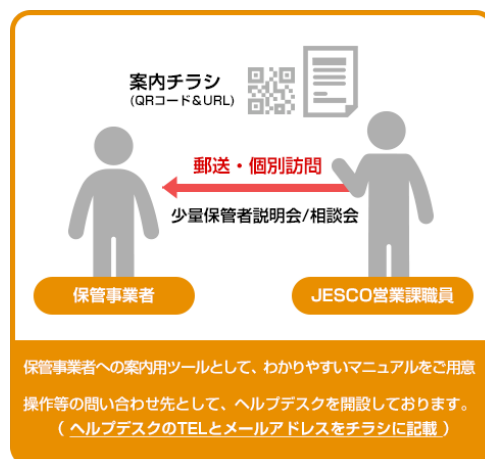 案内チラシ
(QRコード&URL)
郵送・個別訪問
少量保管者説明会/相談会
保管事業者
JESCO営業課職員
保管事業者への案内用ツールとして、わかりやすいマニュアルをご用意
操作等の問い合わせ先として、ヘルプデスクを開設しております。
( ヘルプデスクのTELとメールアドレスをチラシに記載 )